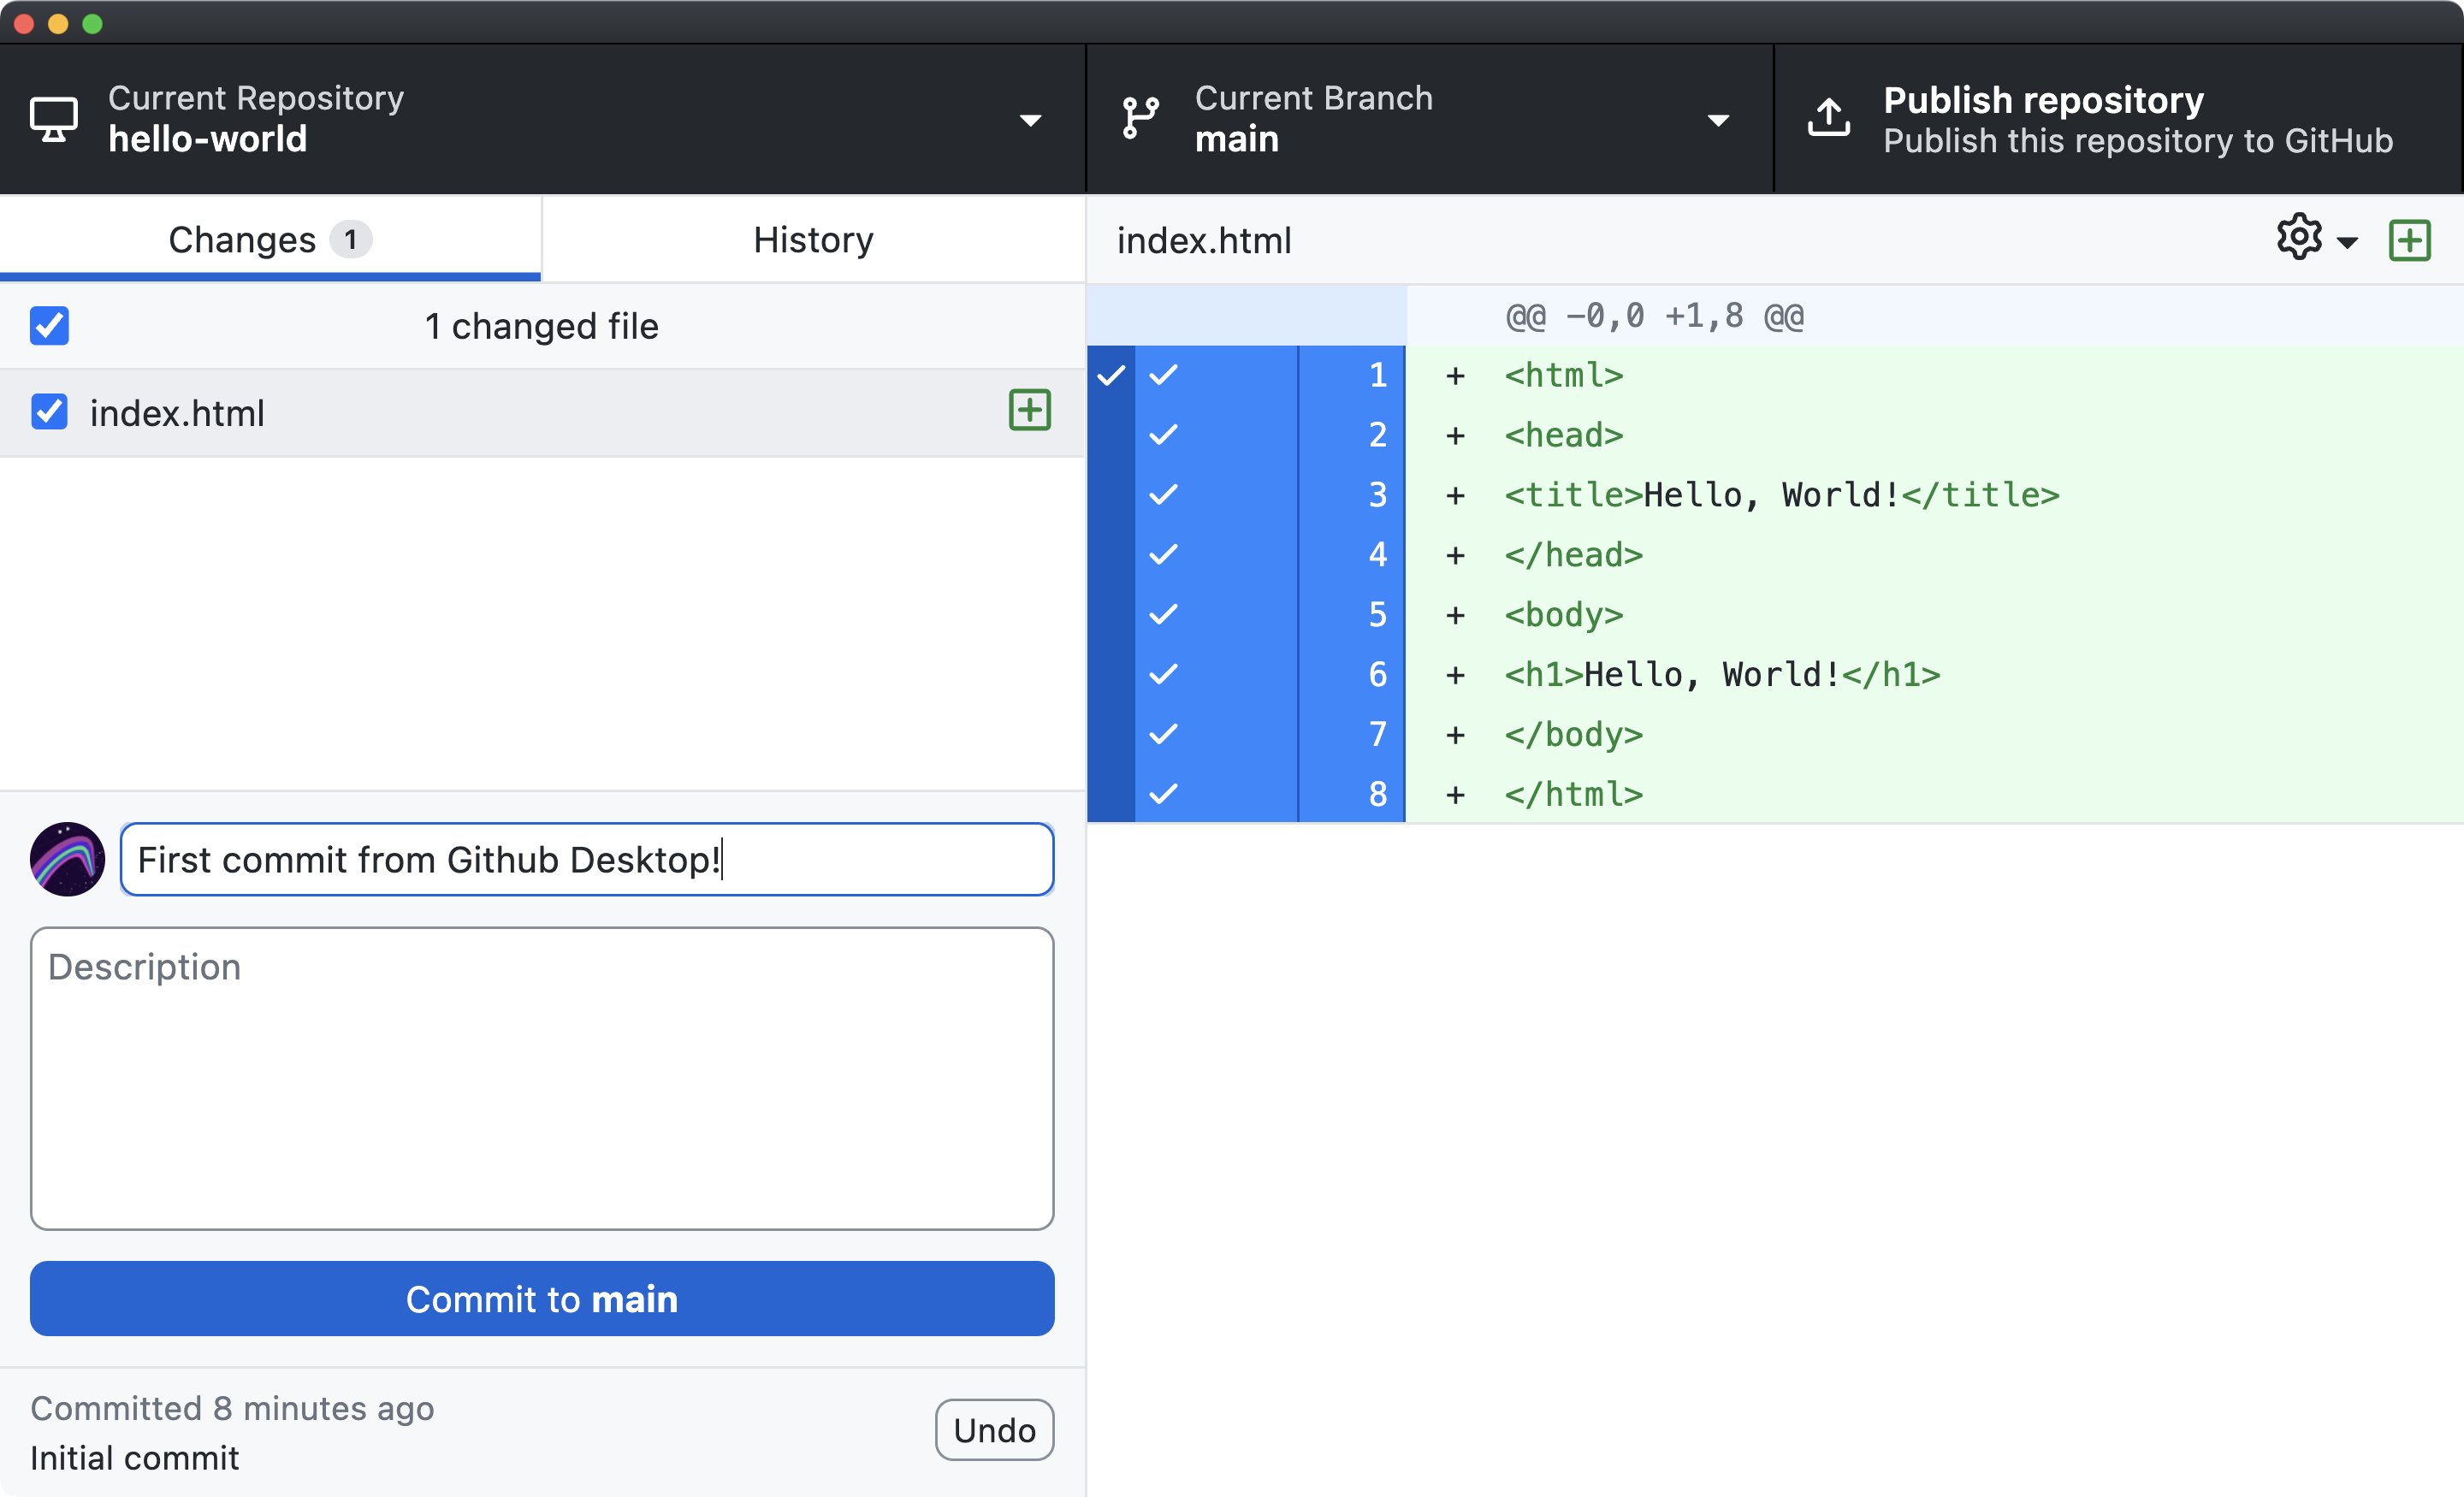 Current Repository
hello-world
Current Branch
main
Publish repository
Publish this repository to GitHub
Changes 1
History
1 changed file
index.html
First commit from Github Desktop!
Description
Commit to main
Committed 8 minutes ago
Initial commit
Undo
index.html
@@ -0,0 +1,8 @@
1 + <html>
2 + <head>
3 + <title>Hello, World!</title>
4 + </head>
5 + <body>
6 + <h1>Hello, World!</h1>
7 + </body>
8 + </html>